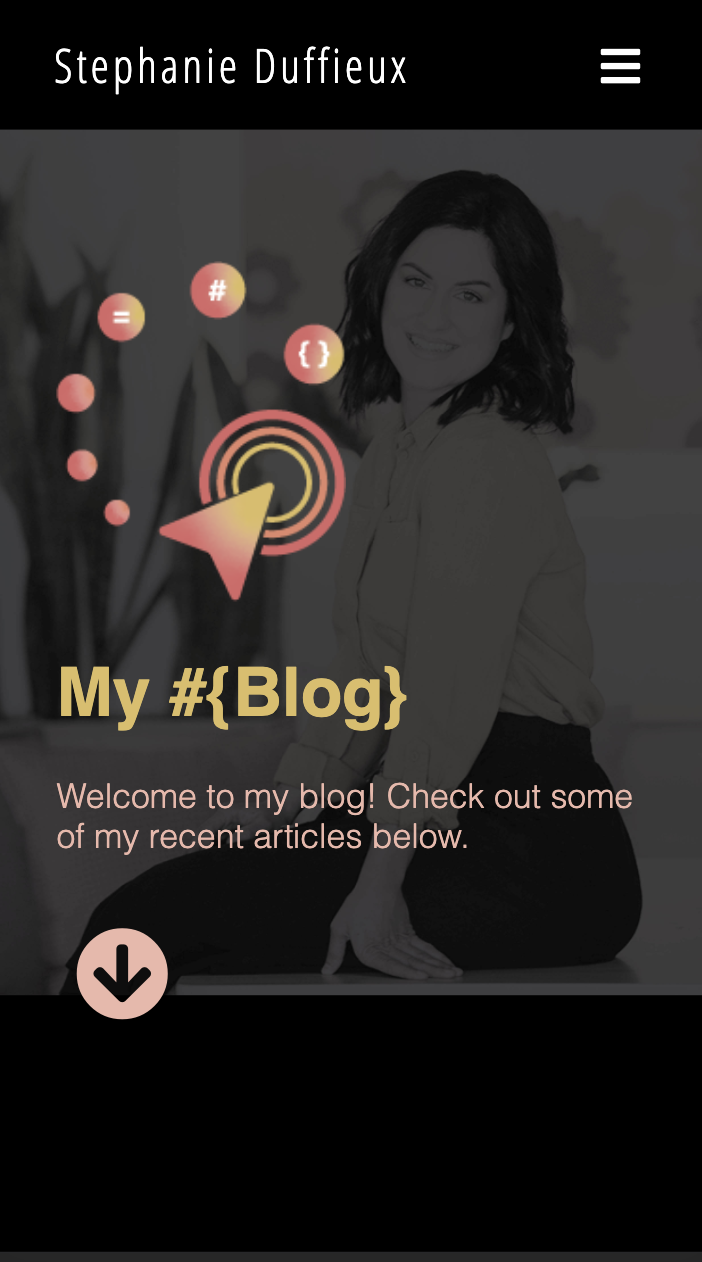 Stephanie Duffieux
#
=
{ }
My #{Blog}
Welcome to my blog! Check out some
of my recent articles below.